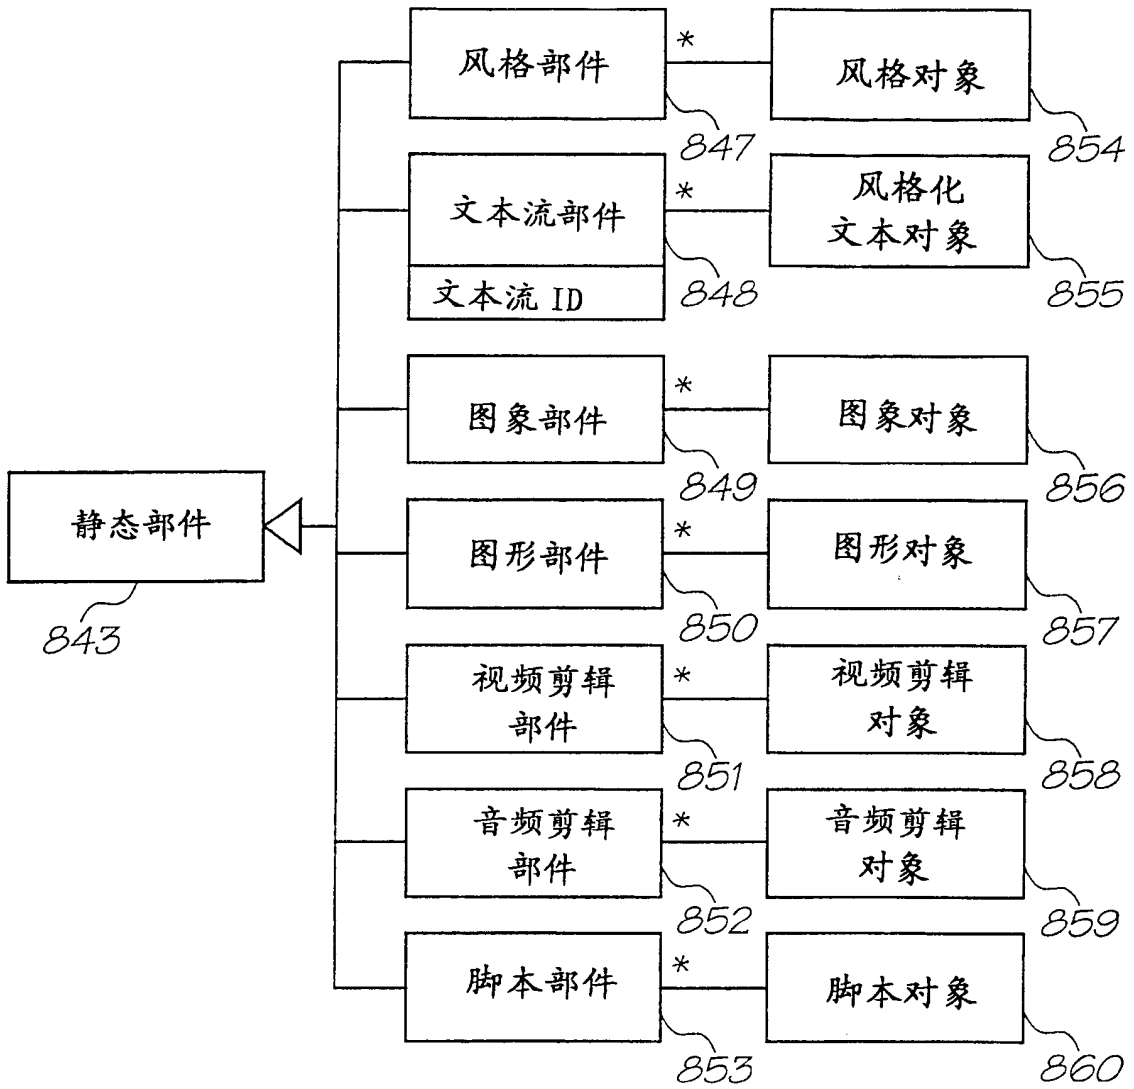 风格部件
*
风格对象
847
854
文本流部件
*
风格化
文本对象
文本流 ID
848
855
图象部件
*
图象对象
849
856
静态部件
843
图形部件
*
图形对象
850
857
视频剪辑
部件
*
视频剪辑
对象
851
858
音频剪辑
部件
*
音频剪辑
对象
852
859
脚本部件
*
脚本对象
853
860